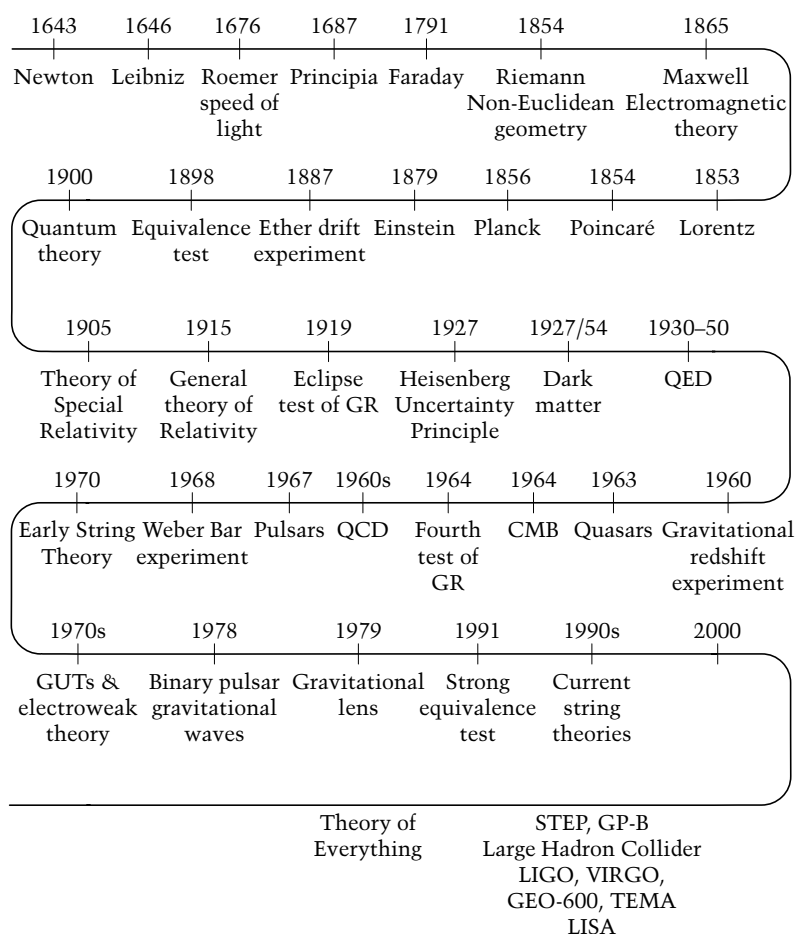 1643 1646 1676 1687 1791 1854 1865
Newton Leibniz Roemer Principia Faraday Riemann Maxwell
speed of Non-Euclidean Electromagnetic
light geometry theory
1900 1898 1887 1879 1856 1854 1853
Quantum Equivalence Ether drift Einstein Planck Poincaré Lorentz
theory test experiment
1905 1915 1919 1927 1927/54 1930–50
Theory of General Eclipse Heisenberg Dark QED
Special theory of test of GR Uncertainty matter
Relativity Relativity Principle
1970 1968 1967 1960s 1964 1964 1963 1960
Early String Weber Bar Pulsars QCD Fourth CMB Quasars Gravitational
Theory experiment test of redshift
GR experiment
1970s 1978 1979 1991 1990s 2000
GUTs & Binary pulsar Gravitational Strong Current
electroweak gravitational lens equivalence string
theory waves test theories
Theory of STEP, GP-B
Everything Large Hadron Collider
LIGO, VIRGO,
GEO-600, TEMA
LISA